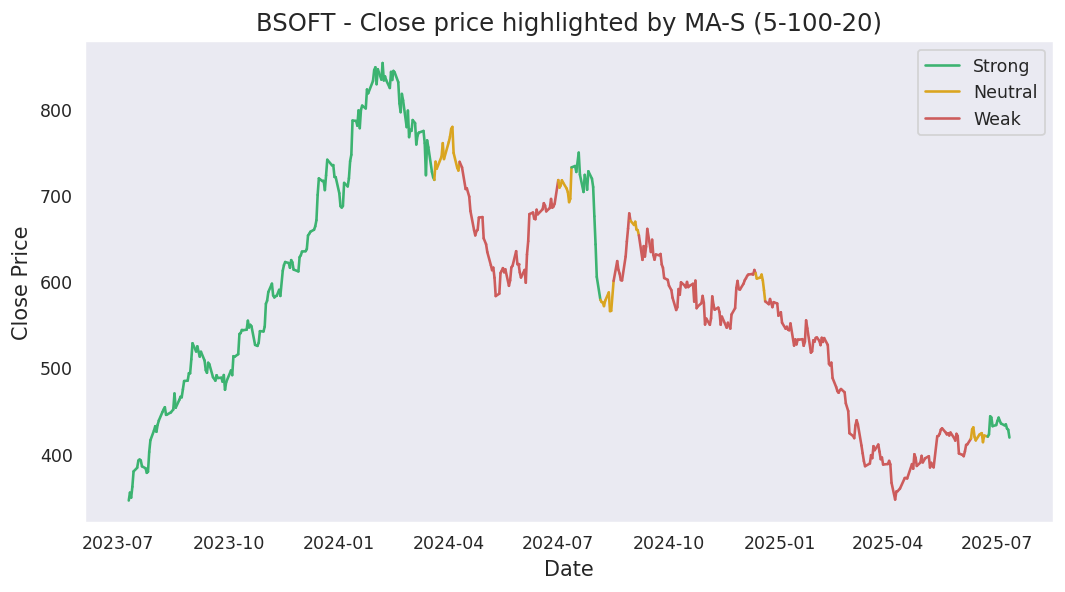 BSOFT - Close price highlighted by MA-S (5-100-20)
Strong
Neutral
Weak
Close Price
800
700
600
500
400
2023-07 2023-10 2024-01 2024-04 2024-07 2024-10 2025-01 2025-04 2025-07
Date